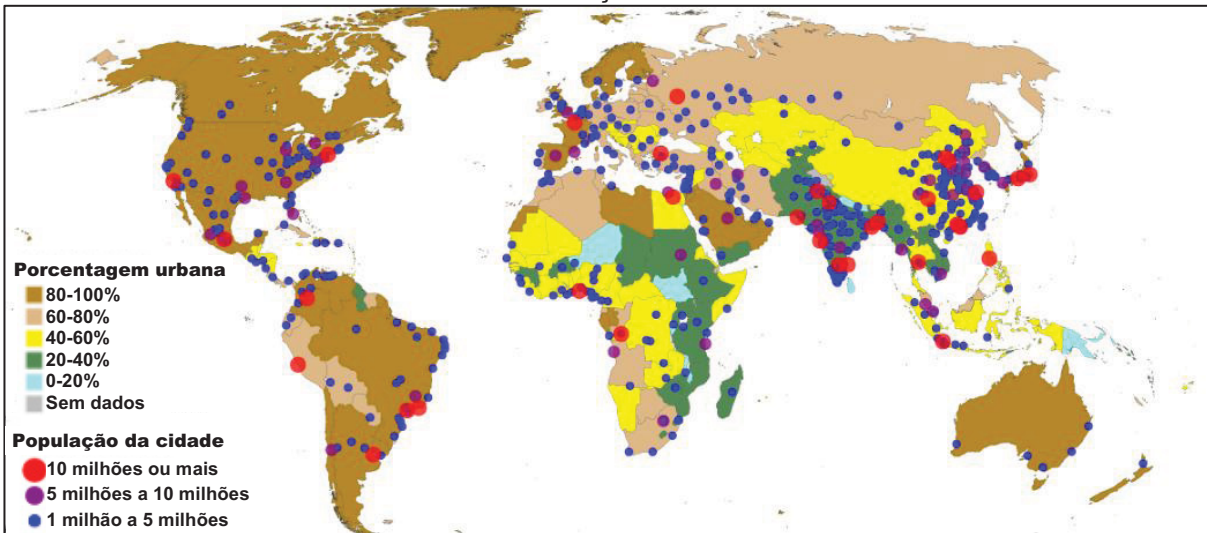 Porcentagem urbana
80-100%
60-80%
40-60%
20-40%
0-20%
Sem dados
População da cidade
10 milhões ou mais
5 milhões a 10 milhões
1 milhão a 5 milhões